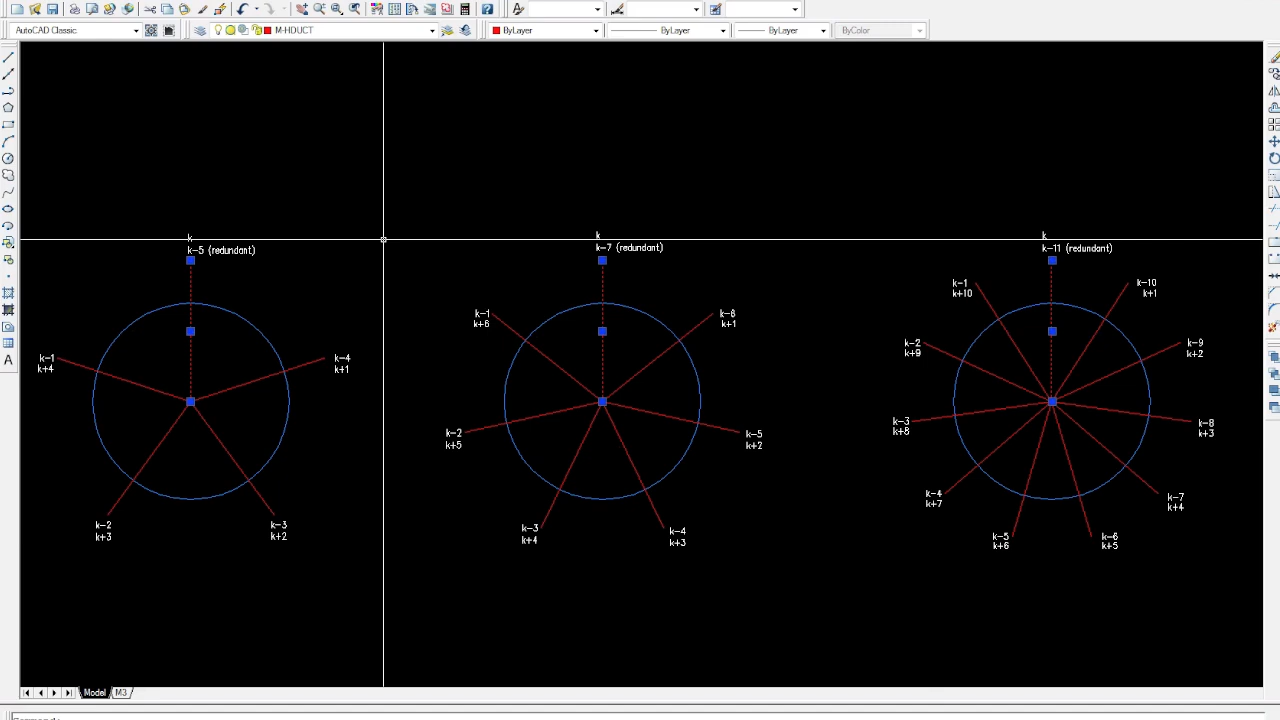 AutoCAD Classic
M-HDUCT
ByLayer
ByLayer
ByLayer
ByColor
k
k-5 (redundant)
k-1
k+4
k-4
k+1
k-2
k+3
k-3
k+2
k
k-7 (redundant)
k-1
k+6
k-6
k+1
k-2
k+5
k-5
k+2
k-3
k+4
k-4
k+3
k
k-11 (redundant)
k-1
k+10
k-10
k+1
k-2
k+9
k-9
k+2
k-3
k+8
k-8
k+3
k-4
k+7
k-7
k+4
k-5
k+6
k-6
k+5
Model
M3